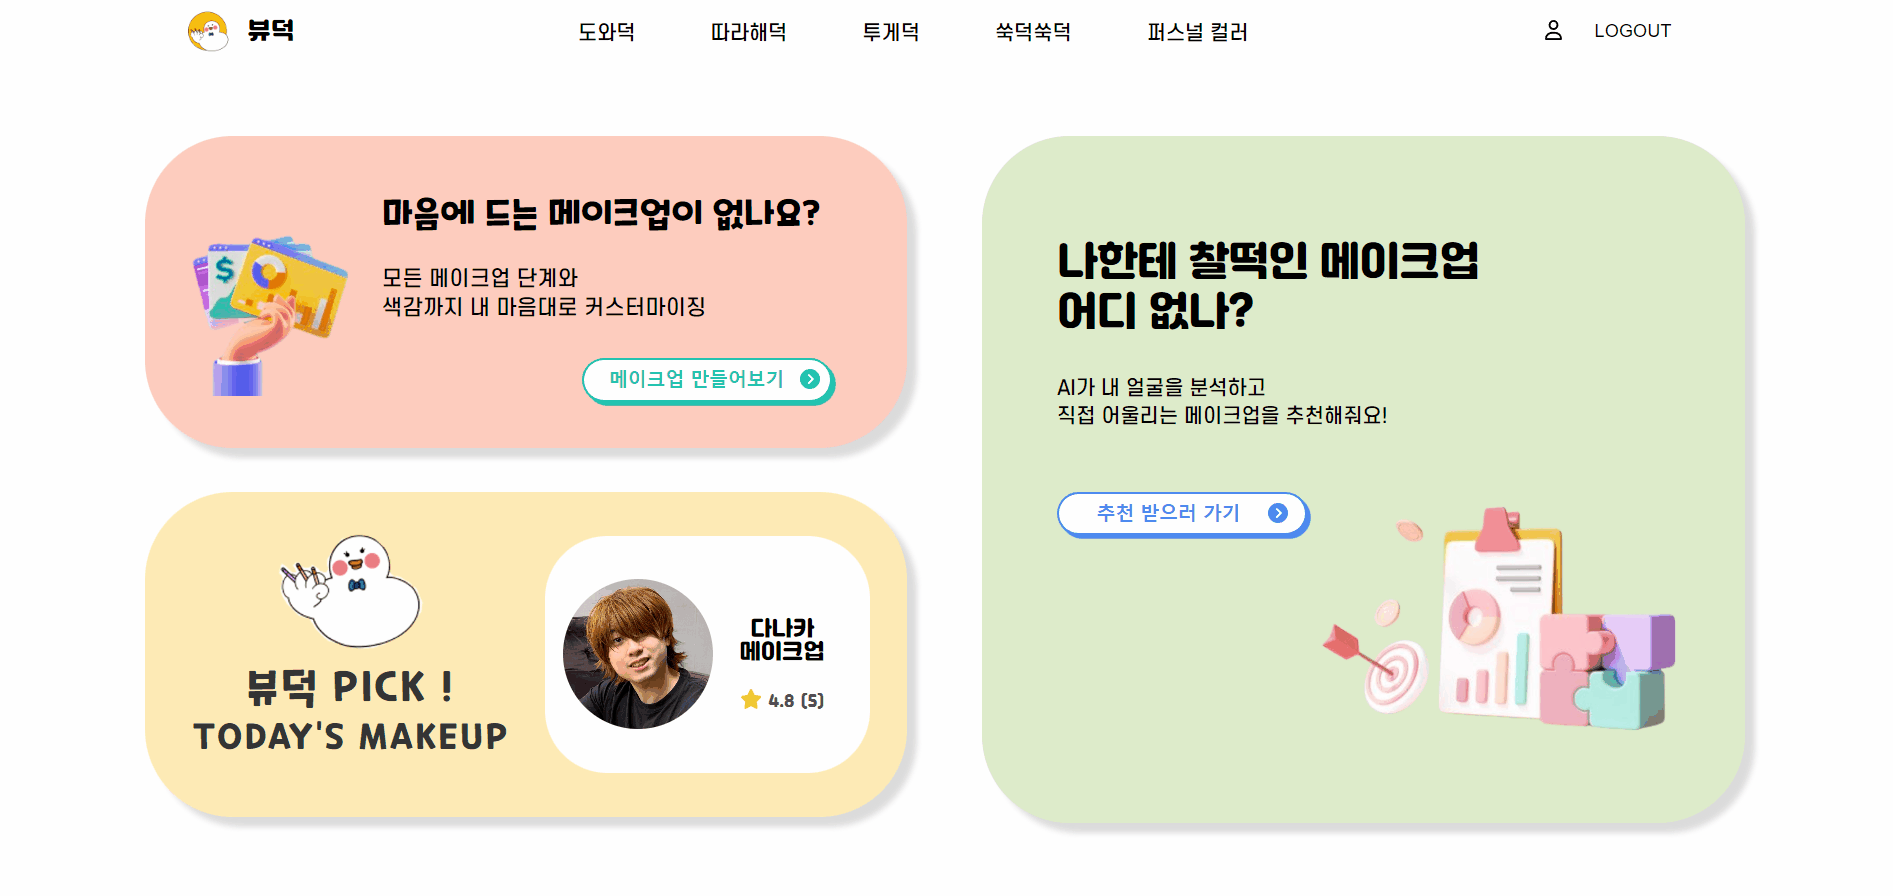 뷰덕
도와덕
따라해덕
투게덕
쑥덕쑥덕
퍼스널 컬러
LOGOUT
마음에 드는 메이크업이 없나요?
모든 메이크업 단계와
색감까지 내 마음대로 커스터마이징
메이크업 만들어보기
$
뷰덕 PICK !
TODAY'S MAKEUP
다나카
메이크업
4.8 (5)
나한테 찰떡인 메이크업
어디 없나?
AI가 내 얼굴을 분석하고
직접 어울리는 메이크업을 추천해줘요!
추천 받으러 가기